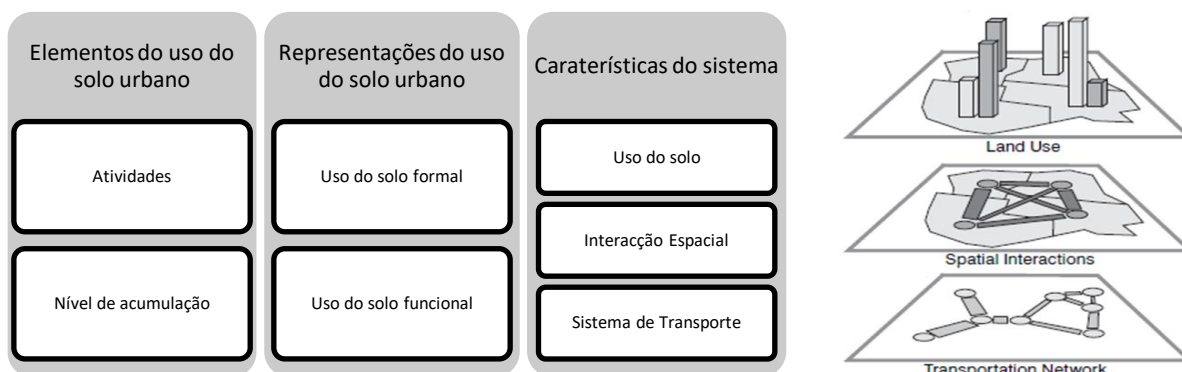 Elementos do uso do
solo urbano
Atividades
Nível de acumulação
Representações do uso
do solo urbano
Uso do solo formal
Uso do solo funcional
Caraterísticas do sistema
Uso do solo
Interacção Espacial
Sistema de Transporte
Land Use
Spatial Interactions
Transportation Network